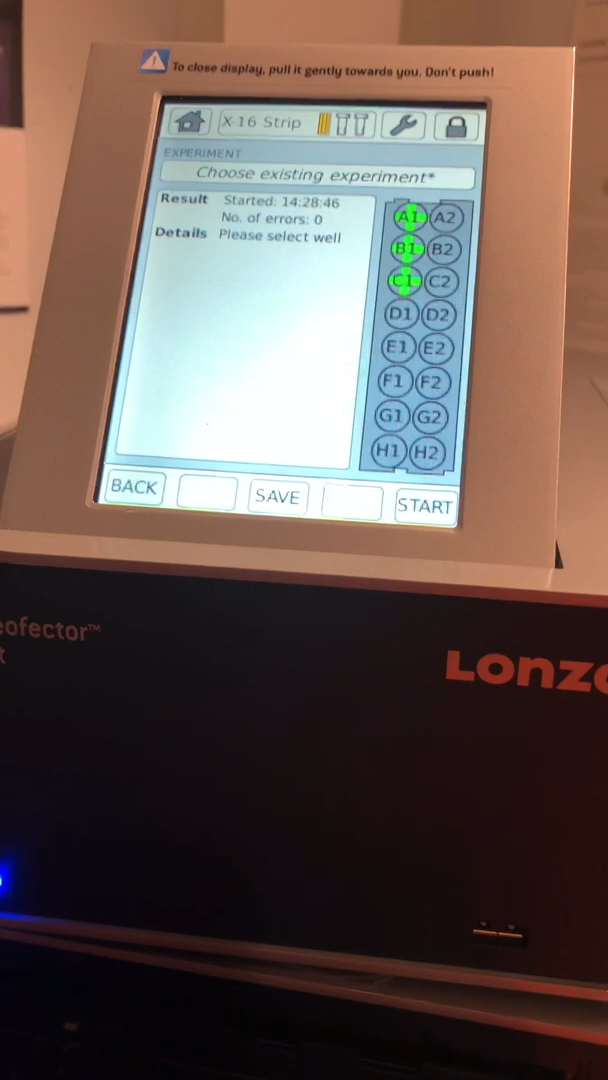 To close display, pull it gently towards you. Don't push!
X-16 Strip
EXPERIMENT
Choose existing experiment*
Result Started: 14:28:46
No. of errors: 0
Details Please select well
A1 A2
B1 B2
C1 C2
D1 D2
E1 E2
F1 F2
G1 G2
H1 H2
BACK SAVE START
eofector™
t
Lonza